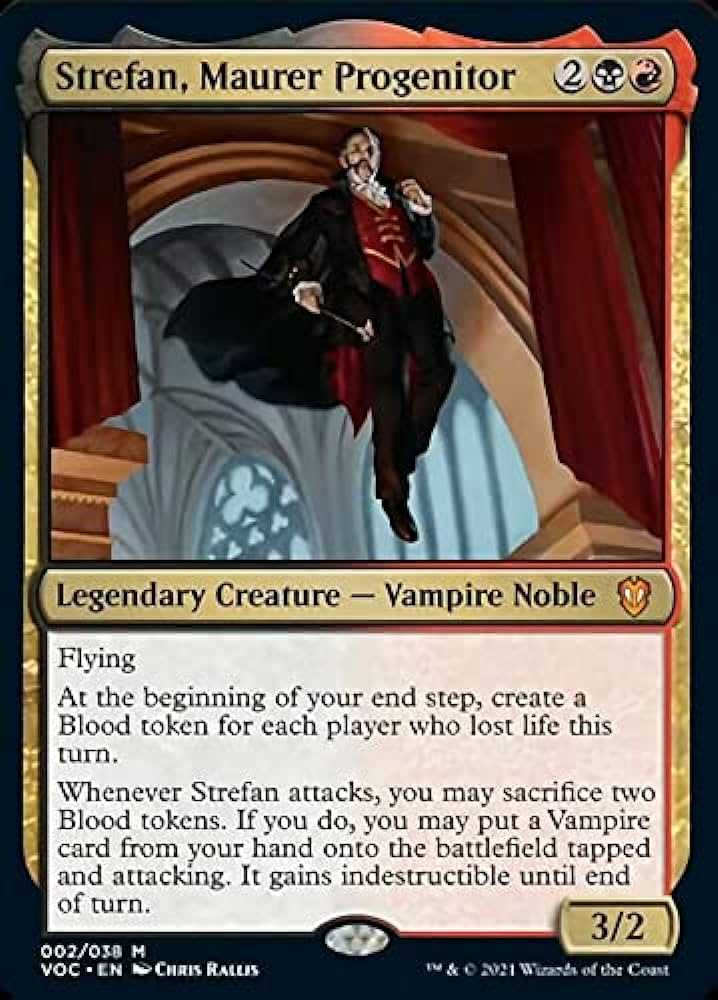 Strefan, Maurer Progenitor 2
Legendary Creature — Vampire Noble
Flying
At the beginning of your end step, create a
Blood token for each player who lost life this
turn.
Whenever Strefan attacks, you may sacrifice two
Blood tokens. If you do, you may put a Vampire
card from your hand onto the battlefield tapped
and attacking. It gains indestructible until end
of turn.
3/2
002/038 M
VOC • EN Chris Rallis
™ & © 2021 Wizards of the Coast